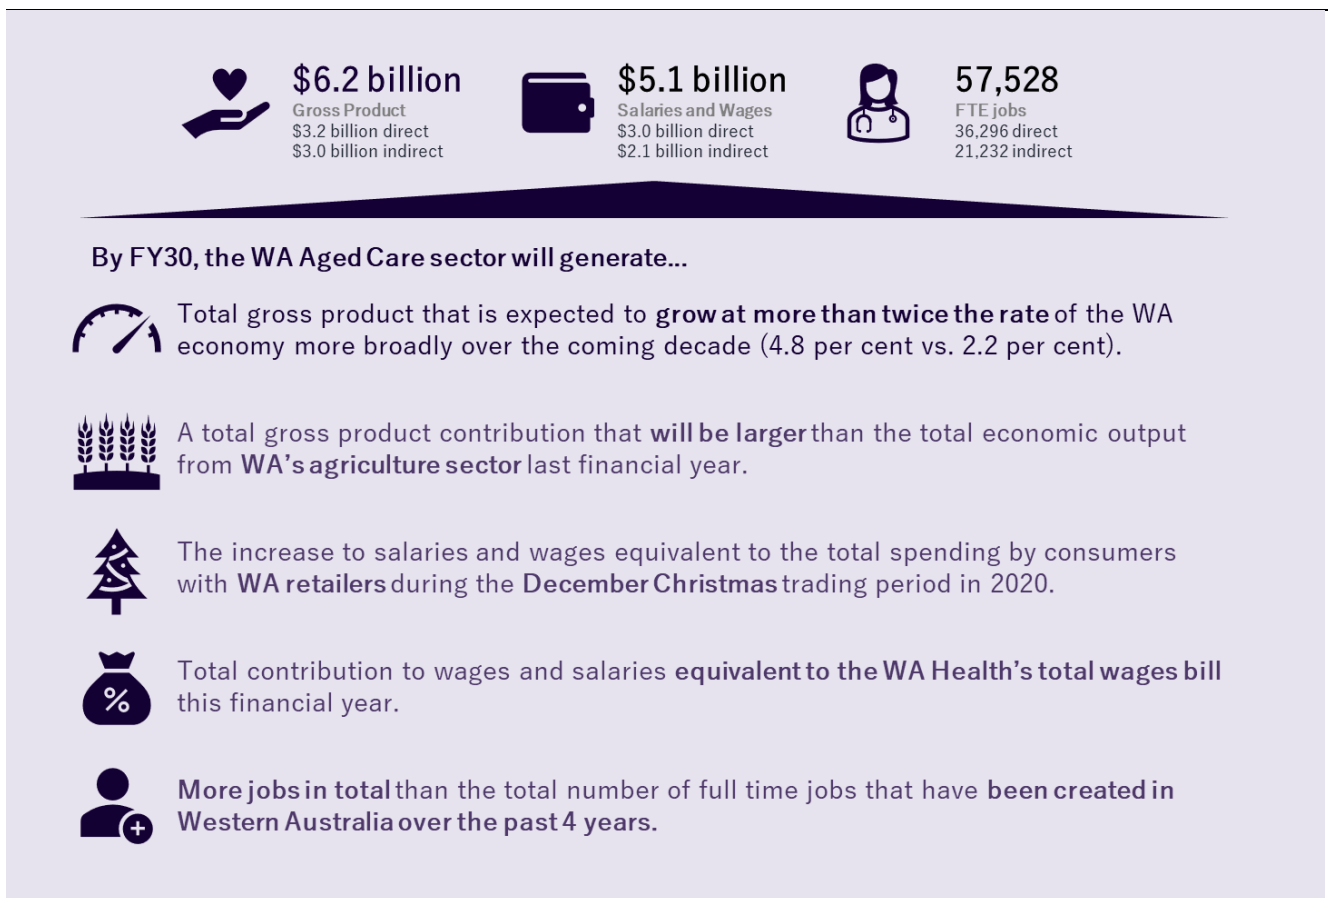 $6.2 billion
Gross Product
$3.2 billion direct
$3.0 billion indirect
$5.1 billion
Salaries and Wages
$3.0 billion direct
$2.1 billion indirect
57,528
FTE jobs
36,296 direct
21,232 indirect
By FY30, the WA Aged Care sector will generate...
Total gross product that is expected to grow at more than twice the rate of the WA
economy more broadly over the coming decade (4.8 per cent vs. 2.2 per cent).
A total gross product contribution that will be larger than the total economic output
from WA's agriculture sector last financial year.
The increase to salaries and wages equivalent to the total spending by consumers
with WA retailers during the December Christmas trading period in 2020.
%
Total contribution to wages and salaries equivalent to the WA Health's total wages bill
this financial year.
More jobs in total than the total number of full time jobs that have been created in
Western Australia over the past 4 years.